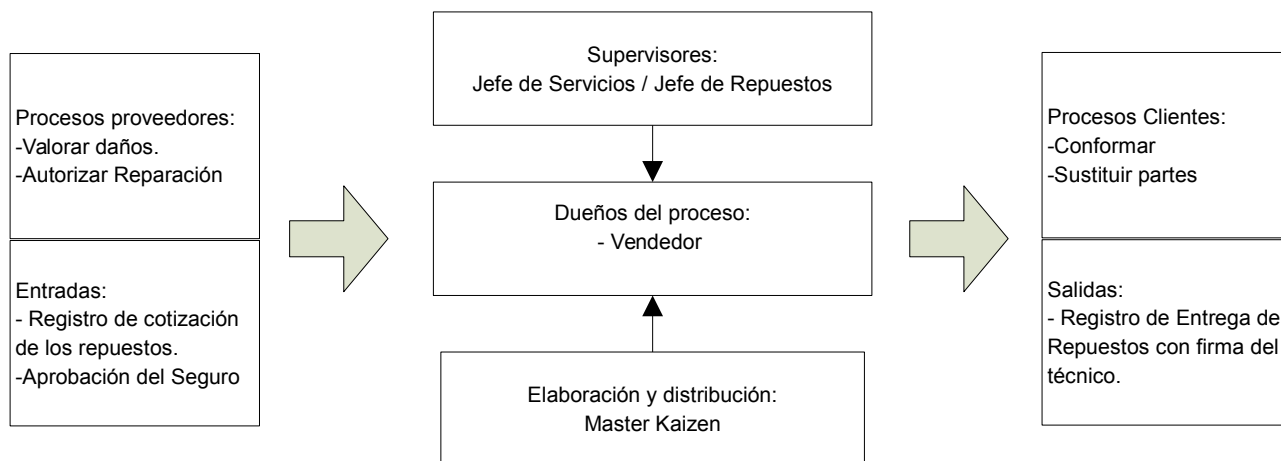 Procesos proveedores:
-Valorar daños.
-Autorizar Reparación
Entradas:
- Registro de cotización
de los repuestos.
-Aprobación del Seguro
Supervisores:
Jefe de Servicios / Jefe de Repuestos
Dueños del proceso:
- Vendedor
Elaboración y distribución:
Master Kaizen
Procesos Clientes:
-Conformar
-Sustituir partes
Salidas:
- Registro de Entrega de
Repuestos con firma del
técnico.